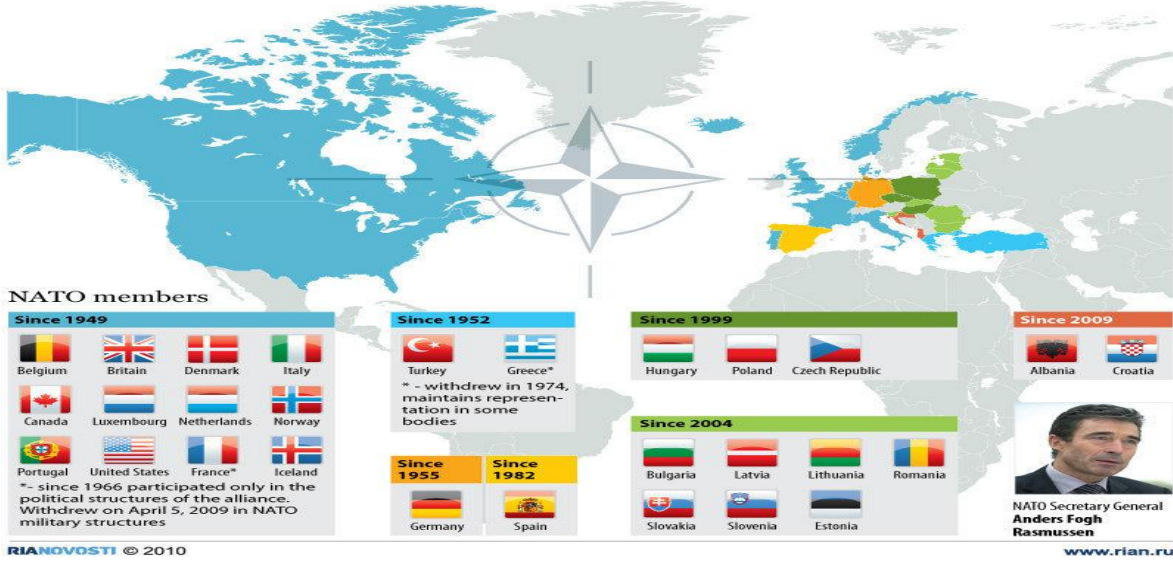 NATO members
Since 1949
Belgium
Britain
Denmark
Italy
Canada
Luxembourg
Netherlands
Norway
Portugal
United States
France*
Iceland
*- since 1966 participated only in the
political structures of the alliance.
Withdrew on April 5, 2009 in NATO
military structures
Since 1952
Turkey
Greece*
* - withdrew in 1974,
maintains represen-
tation in some
bodies
Since
1955
Germany
Since
1982
Spain
Since 1999
Hungary
Poland
Czech Republic
Since 2004
Bulgaria
Latvia
Lithuania
Romania
Slovakia
Slovenia
Estonia
Since 2009
Albania
Croatia
NATO Secretary General
Anders Fogh
Rasmussen
RIANOVOSTI © 2010
www.rian.ru